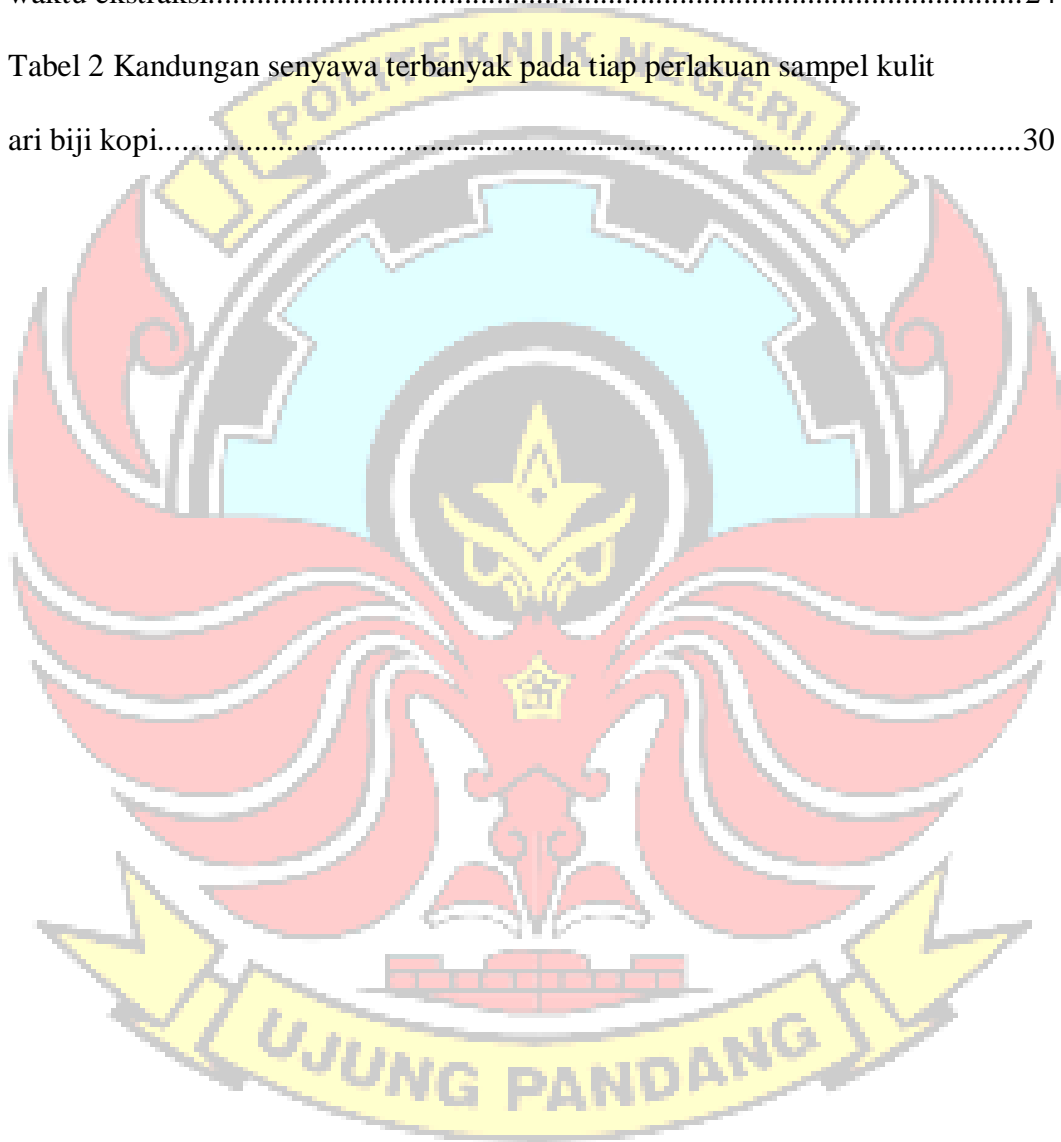 waktu ekstraksi....................................................................................................24
Tabel 2 Kandungan senyawa terbanyak pada tiap perlakuan sampel kulit
ari biji kopi...........................................................................................................30
POLITEKNIK NEGERI
UJUNG PANDANG